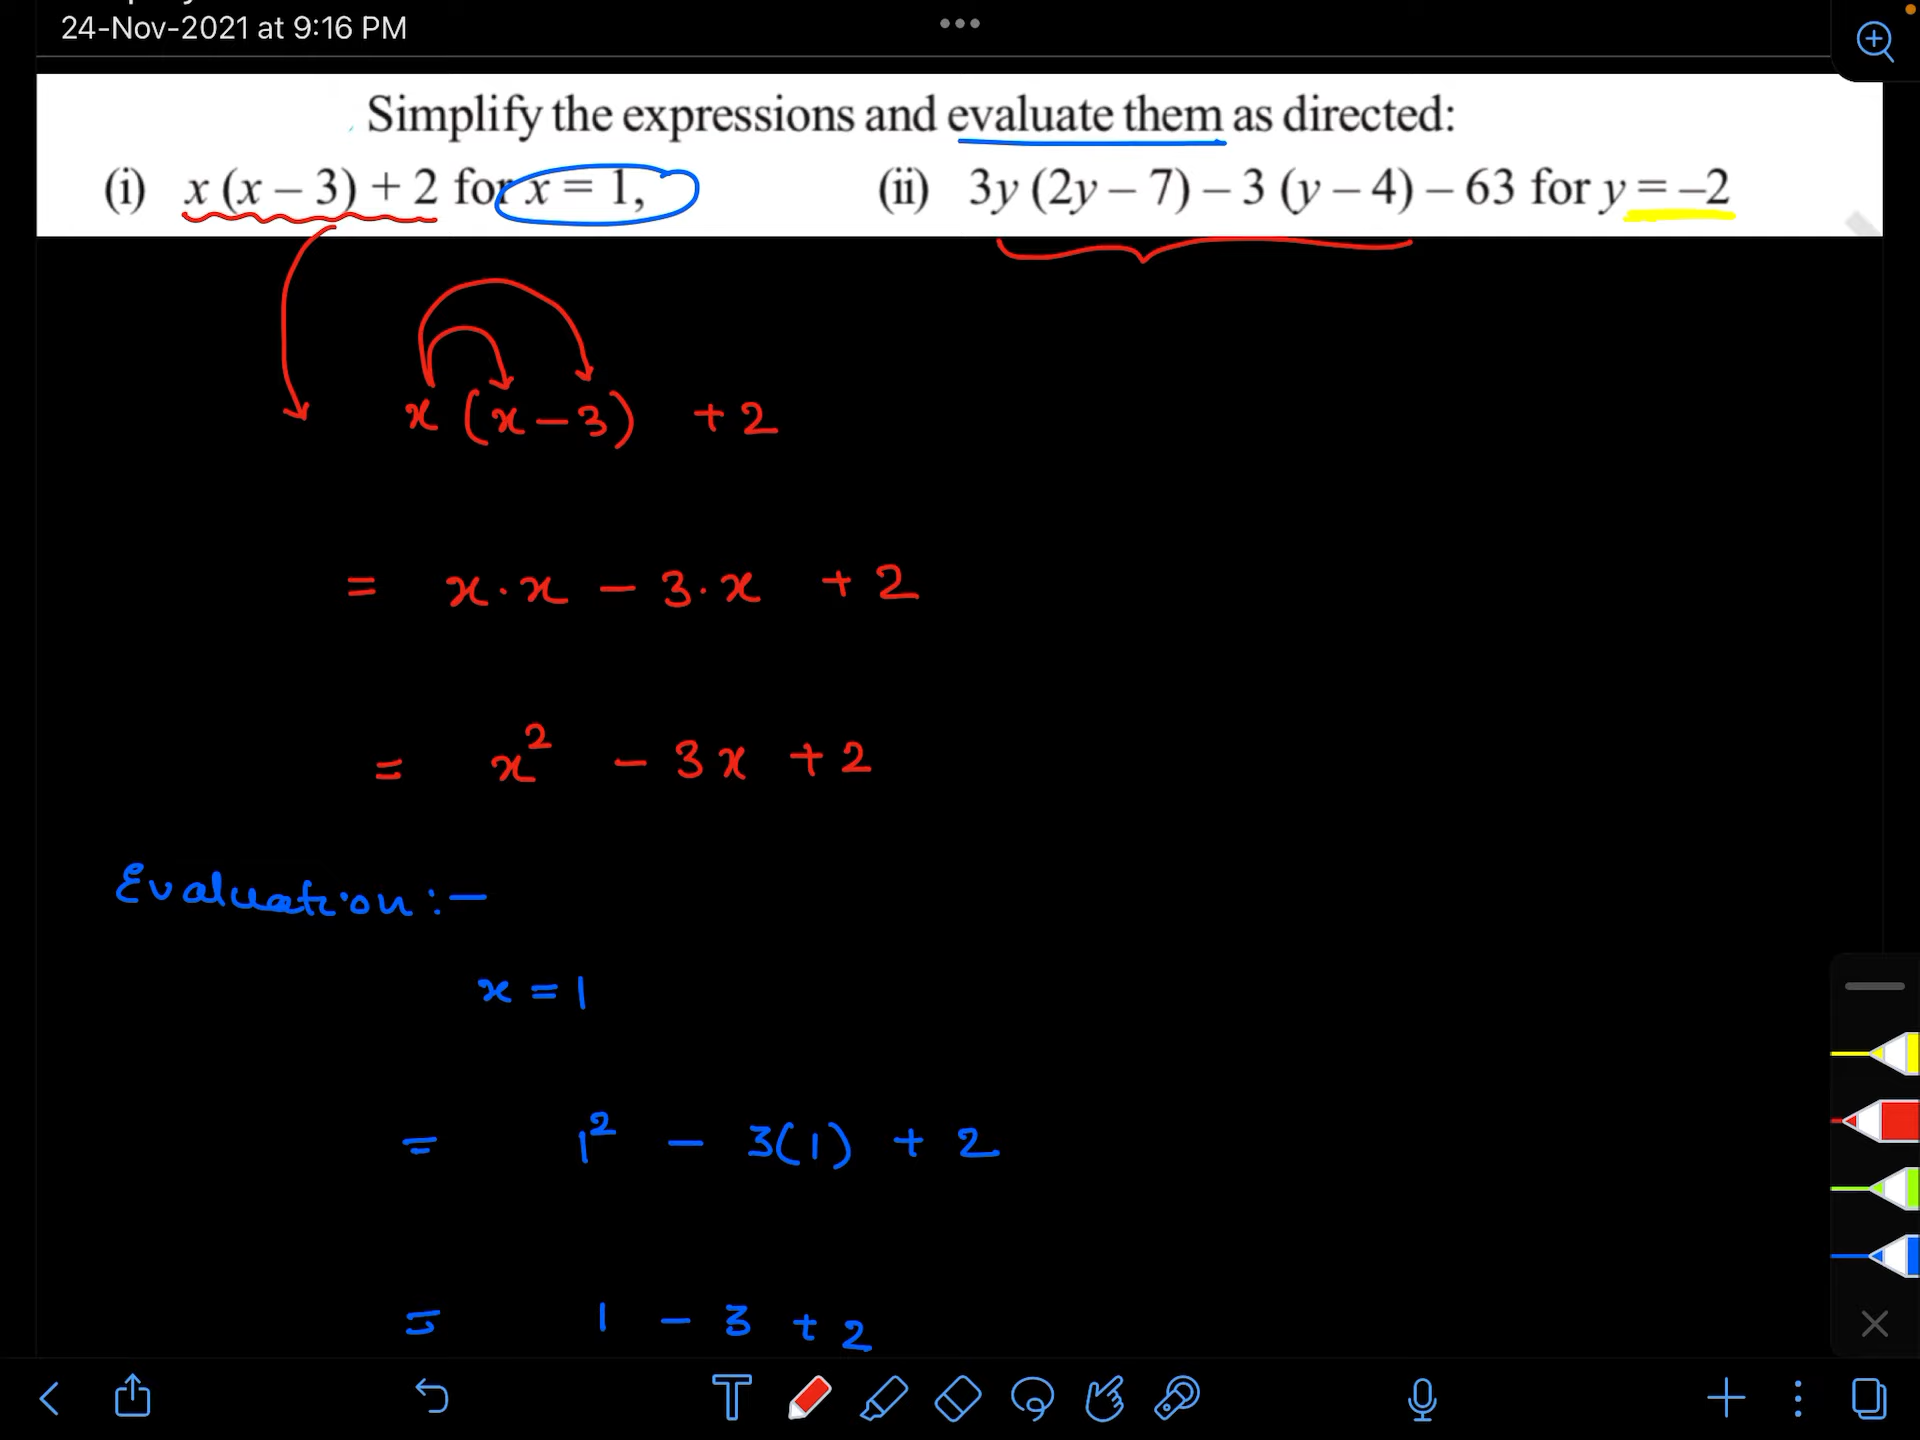 24-Nov-2021 at 9:16 PM
Simplify the expressions and evaluate them as directed:
(i) x (x – 3) + 2 for x = 1, (ii) 3y (2y – 7) – 3 (y – 4) – 63 for y = –2
x (x – 3) + 2
= x · x – 3 · x + 2
= x² – 3x + 2
Evaluation :–
x = 1
= 1² – 3(1) + 2
= 1 – 3 + 2